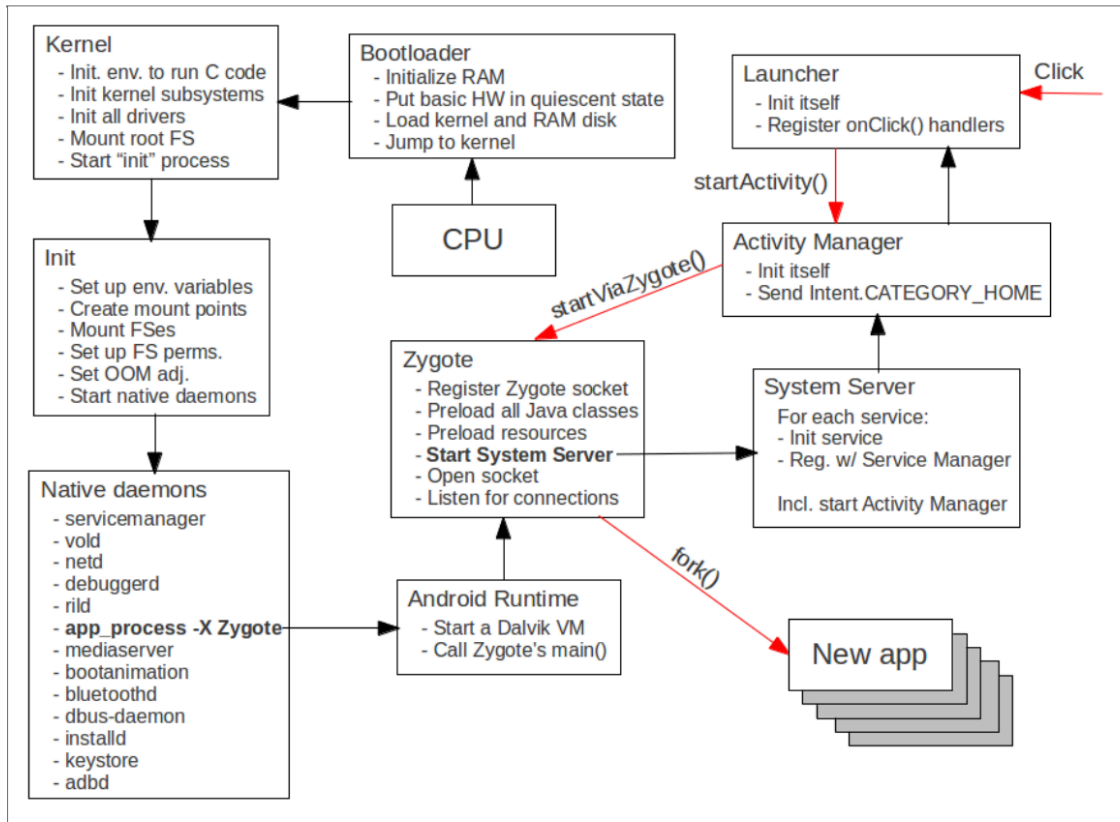 Kernel
- Init. env. to run C code
- Init kernel subsystems
- Init all drivers
- Mount root FS
- Start “init” process
Bootloader
- Initialize RAM
- Put basic HW in quiescent state
- Load kernel and RAM disk
- Jump to kernel
CPU
Launcher
- Init itself
- Register onClick() handlers
Click
startActivity()
Activity Manager
- Init itself
- Send Intent.CATEGORY_HOME
startViaZygote()
Init
- Set up env. variables
- Create mount points
- Mount FSes
- Set up FS perms.
- Set OOM adj.
- Start native daemons
Zygote
- Register Zygote socket
- Preload all Java classes
- Preload resources
- Start System Server
- Open socket
- Listen for connections
System Server
For each service:
- Init service
- Reg. w/ Service Manager
Incl. start Activity Manager
Native daemons
- servicemanager
- vold
- netd
- debuggerd
- rild
- app_process -X Zygote
- mediaserver
- bootanimation
- bluetoothd
- dbus-daemon
- installd
- keystore
- adbd
Android Runtime
- Start a Dalvik VM
- Call Zygote's main()
fork()
New app